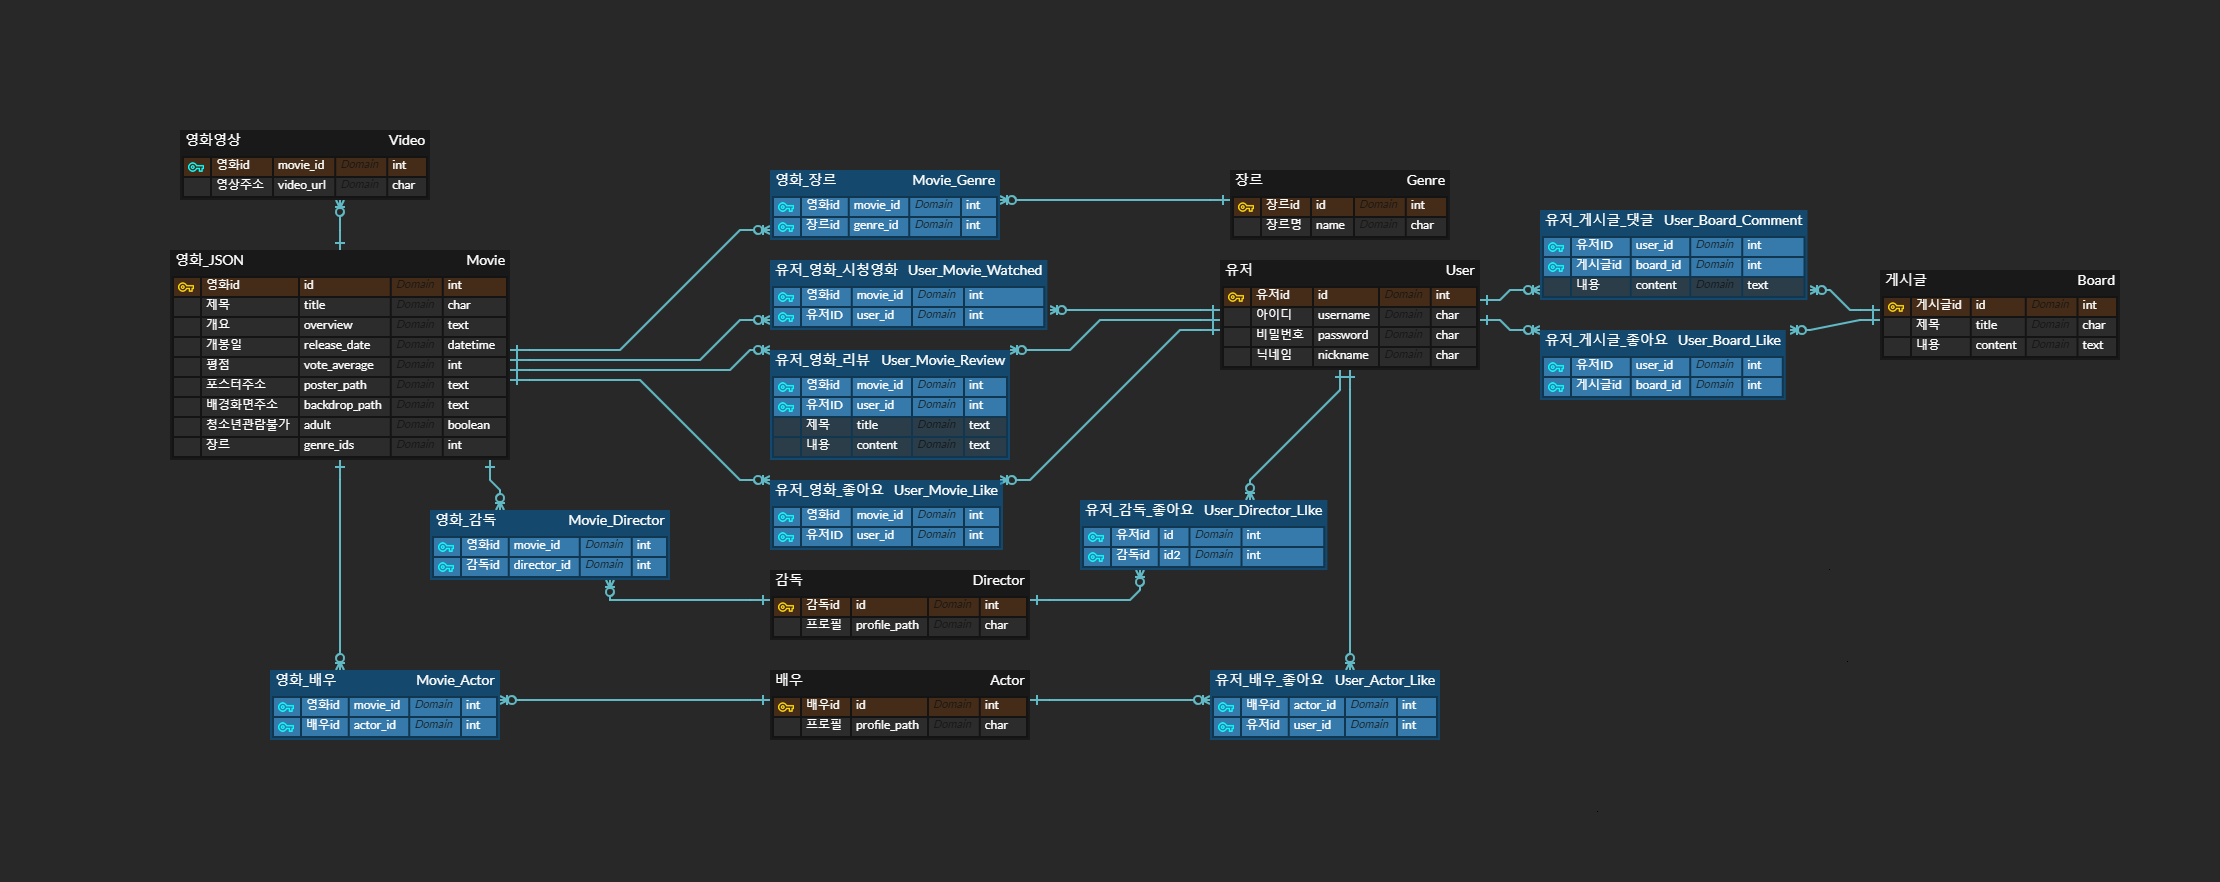 영화영상 Video
영화id movie_id Domain int
영상주소 video_url Domain char
영화_JSON Movie
영화id id Domain int
제목 title Domain char
개요 overview Domain text
개봉일 release_date Domain datetime
평점 vote_average Domain int
포스터주소 poster_path Domain text
배경화면주소 backdrop_path Domain text
청소년관람불가 adult Domain boolean
장르 genre_ids Domain int
영화_장르 Movie_Genre
영화id movie_id Domain int
장르id genre_id Domain int
유저_영화_시청영화 User_Movie_Watched
영화id movie_id Domain int
유저ID user_id Domain int
유저_영화_리뷰 User_Movie_Review
영화id movie_id Domain int
유저ID user_id Domain int
제목 title Domain text
내용 content Domain text
유저_영화_좋아요 User_Movie_Like
영화id movie_id Domain int
유저ID user_id Domain int
장르 Genre
장르id id Domain int
장르명 name Domain char
유저 User
유저id id Domain int
아이디 username Domain char
비밀번호 password Domain char
닉네임 nickname Domain char
유저_게시글_댓글 User_Board_Comment
유저ID user_id Domain int
게시글id board_id Domain int
내용 content Domain text
유저_게시글_좋아요 User_Board_Like
유저ID user_id Domain int
게시글id board_id Domain int
게시글 Board
게시글id id Domain int
제목 title Domain char
내용 content Domain text
영화_감독 Movie_Director
영화id movie_id Domain int
감독id director_id Domain int
유저_감독_좋아요 User_Director_LIke
유저id id Domain int
감독id id2 Domain int
감독 Director
감독id id Domain int
프로필 profile_path Domain char
영화_배우 Movie_Actor
영화id movie_id Domain int
배우id actor_id Domain int
배우 Actor
배우id id Domain int
프로필 profile_path Domain char
유저_배우_좋아요 User_Actor_Like
배우id actor_id Domain int
유저id user_id Domain int